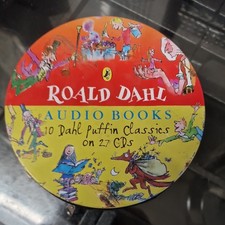 ROALD DAHL
AUDIO BOOKS
10 Dahl Puffin Classics
on 27 CDs